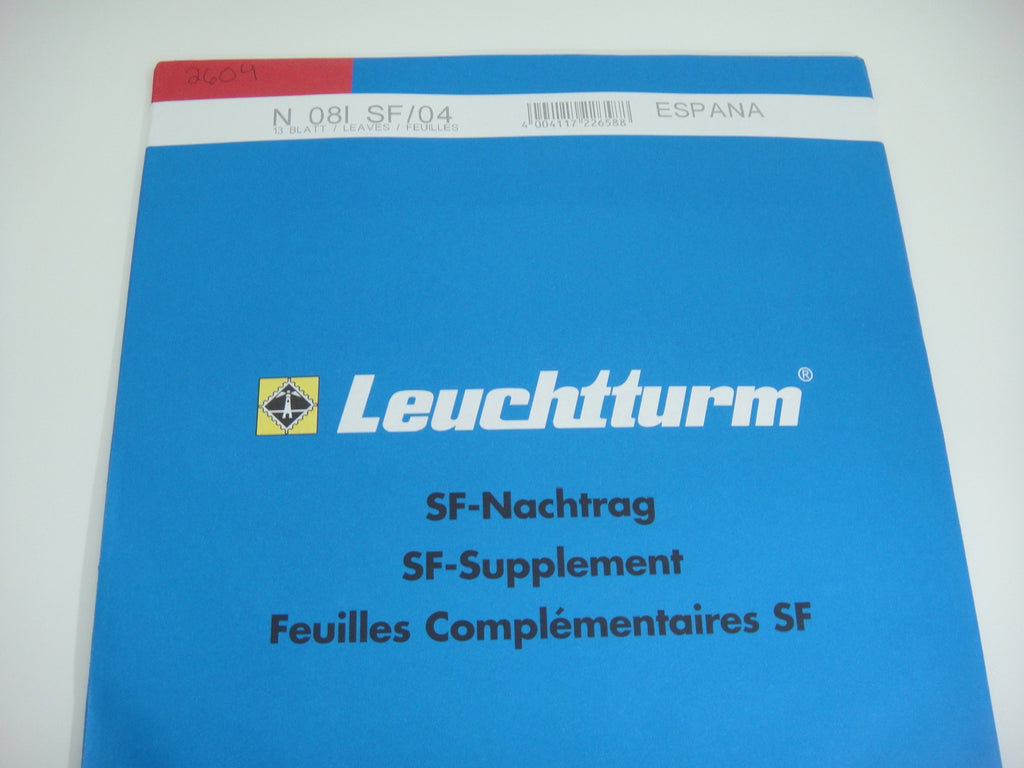 2609
N 08I SF/04
13 BLATT / LEAVES / FEUILLES
4 004117 226588
ESPANA
Leuchtturm®
SF-Nachtrag
SF-Supplement
Feuilles Complémentaires SF